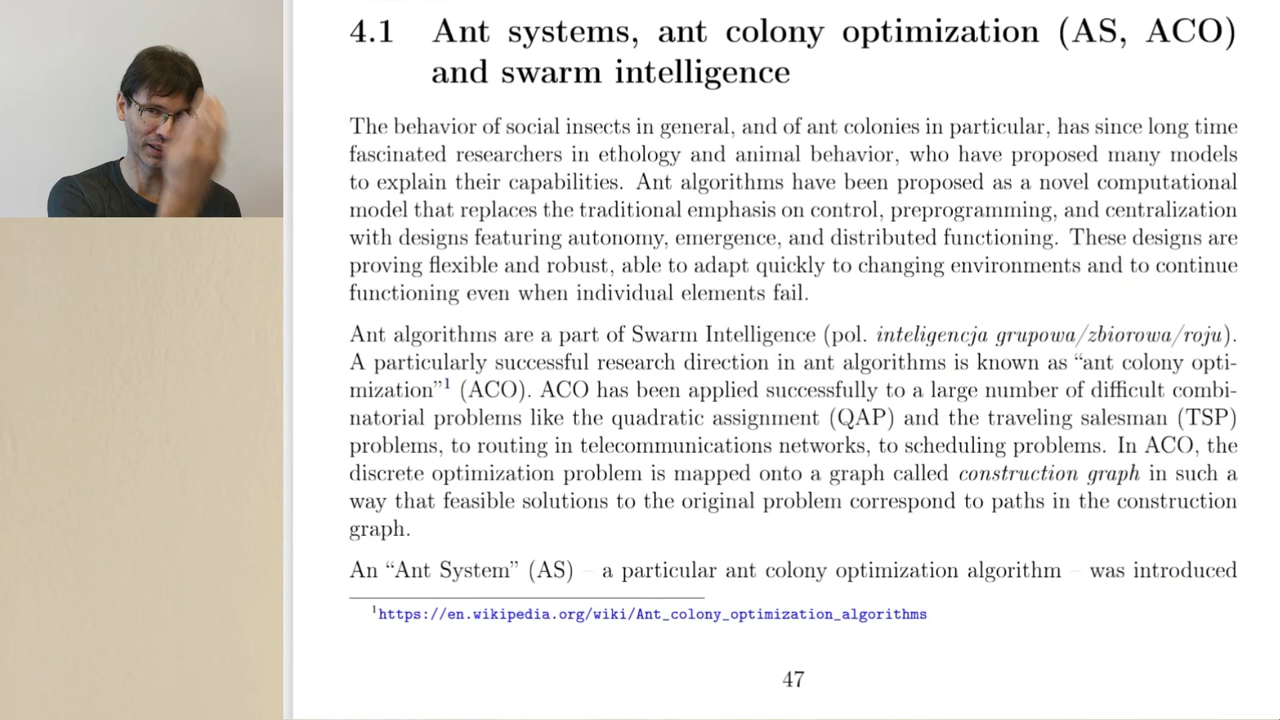 4.1 Ant systems, ant colony optimization (AS, ACO)
and swarm intelligence
The behavior of social insects in general, and of ant colonies in particular, has since long time
fascinated researchers in ethology and animal behavior, who have proposed many models
to explain their capabilities. Ant algorithms have been proposed as a novel computational
model that replaces the traditional emphasis on control, preprogramming, and centralization
with designs featuring autonomy, emergence, and distributed functioning. These designs are
proving flexible and robust, able to adapt quickly to changing environments and to continue
functioning even when individual elements fail.
Ant algorithms are a part of Swarm Intelligence (pol. inteligencja grupowa/zbiorowa/roju).
A particularly successful research direction in ant algorithms is known as “ant colony opti-
mization”1 (ACO). ACO has been applied successfully to a large number of difficult combi-
natorial problems like the quadratic assignment (QAP) and the traveling salesman (TSP)
problems, to routing in telecommunications networks, to scheduling problems. In ACO, the
discrete optimization problem is mapped onto a graph called construction graph in such a
way that feasible solutions to the original problem correspond to paths in the construction
graph.
An “Ant System” (AS) – a particular ant colony optimization algorithm – was introduced
1https://en.wikipedia.org/wiki/Ant_colony_optimization_algorithms
47